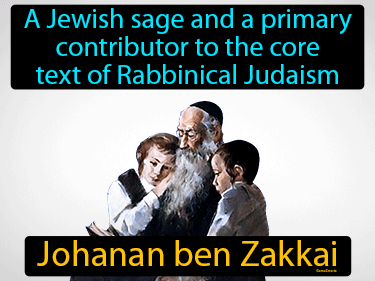 A Jewish sage and a primary
contributor to the core
text of Rabbinical Judaism
Johanan ben Zakkai